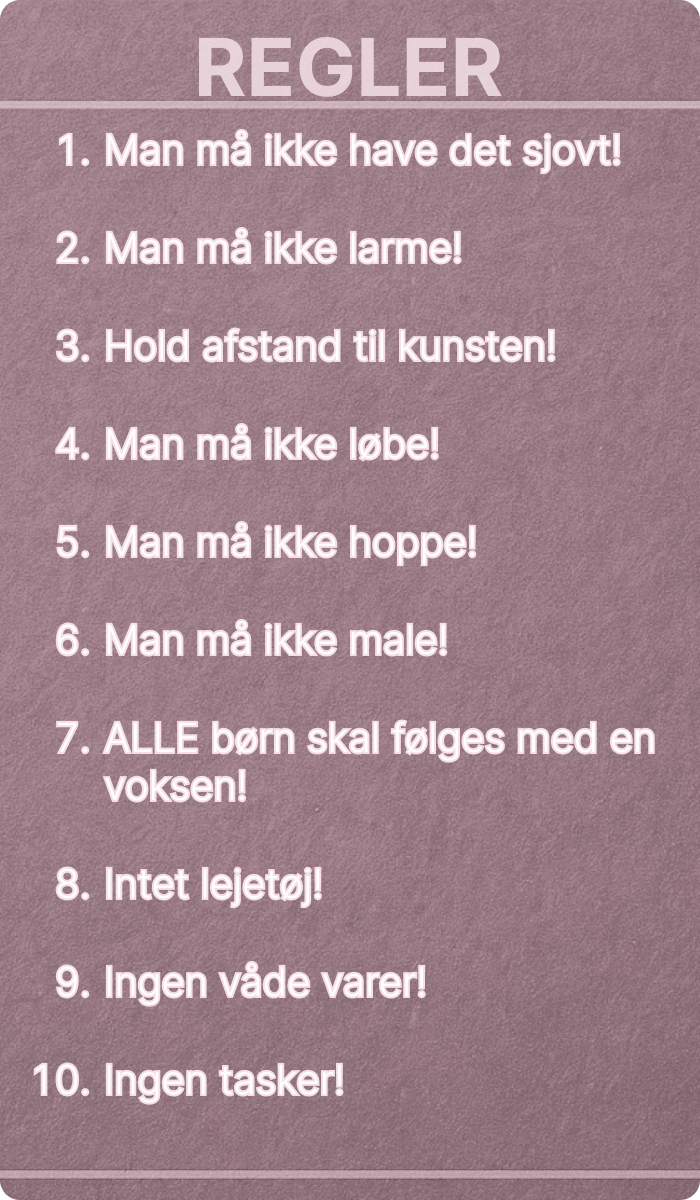 REGLER
1. Man må ikke have det sjovt!
2. Man må ikke larme!
3. Hold afstand til kunsten!
4. Man må ikke løbe!
5. Man må ikke hoppe!
6. Man må ikke male!
7. ALLE børn skal følges med en
voksen!
8. Intet lejetøj!
9. Ingen våde varer!
10. Ingen tasker!